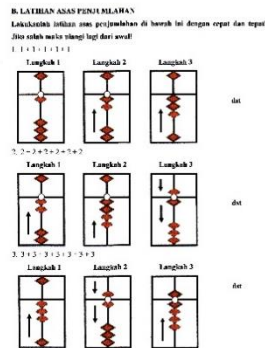 B. LATIHAN ASAS PENJUMLAHAN
Lakukanlah latihan asas penjumlahan di bawah ini dengan cepat dan tepat
Jika salah maka ulangi lagi dari awal!
1. 1 + 1 + 1 + 1 + 1
Langkah 1 Langkah 2 Langkah 3
dst
2. 2 + 2 + 2 + 2 + 2 + 2
Langkah 1 Langkah 2 Langkah 3
dst
3. 3 + 3 + 3 + 3 + 3 + 3
Langkah 1 Langkah 2 Langkah 3
dst